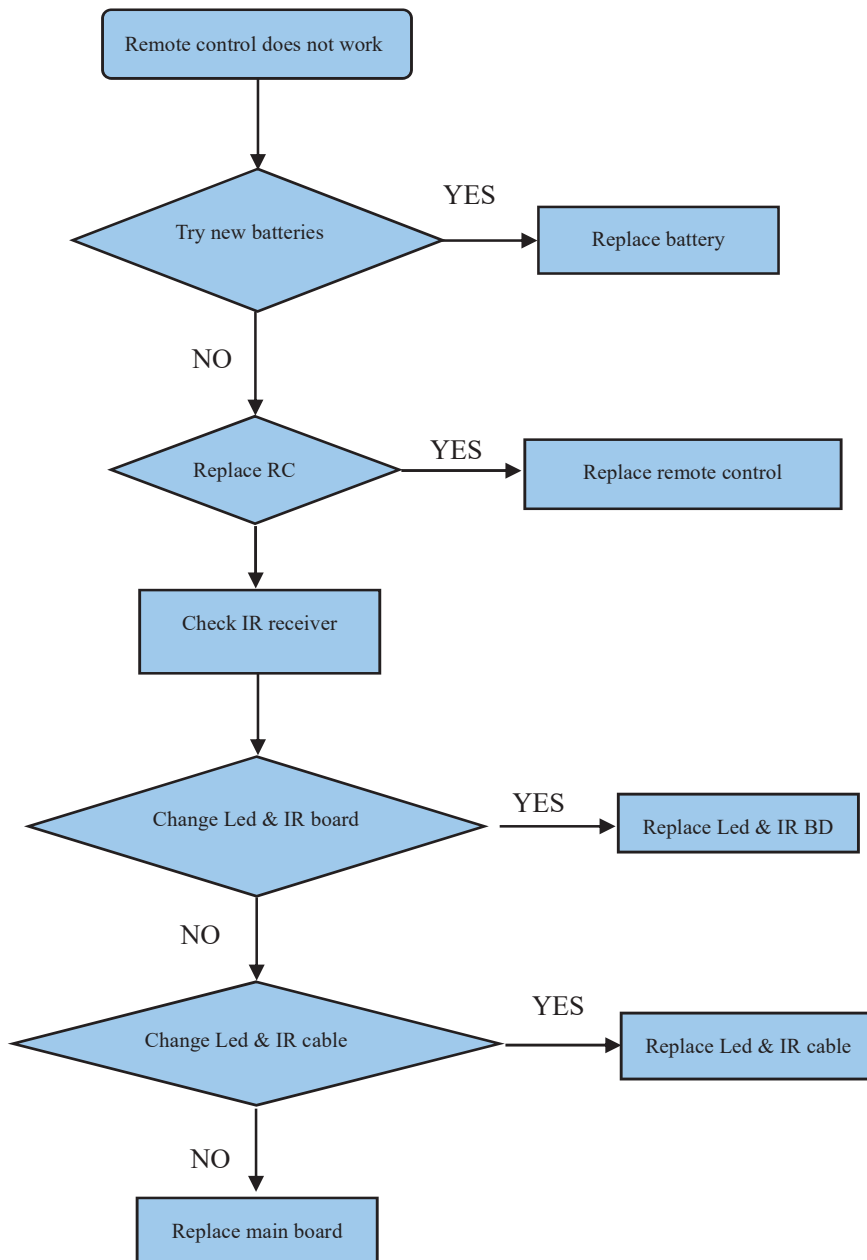 Remote control does not work
YES
Try new batteries
Replace battery
NO
YES
Replace RC
Replace remote control
Check IR receiver
YES
Change Led & IR board
Replace Led & IR BD
NO
YES
Change Led & IR cable
Replace Led & IR cable
NO
Replace main board